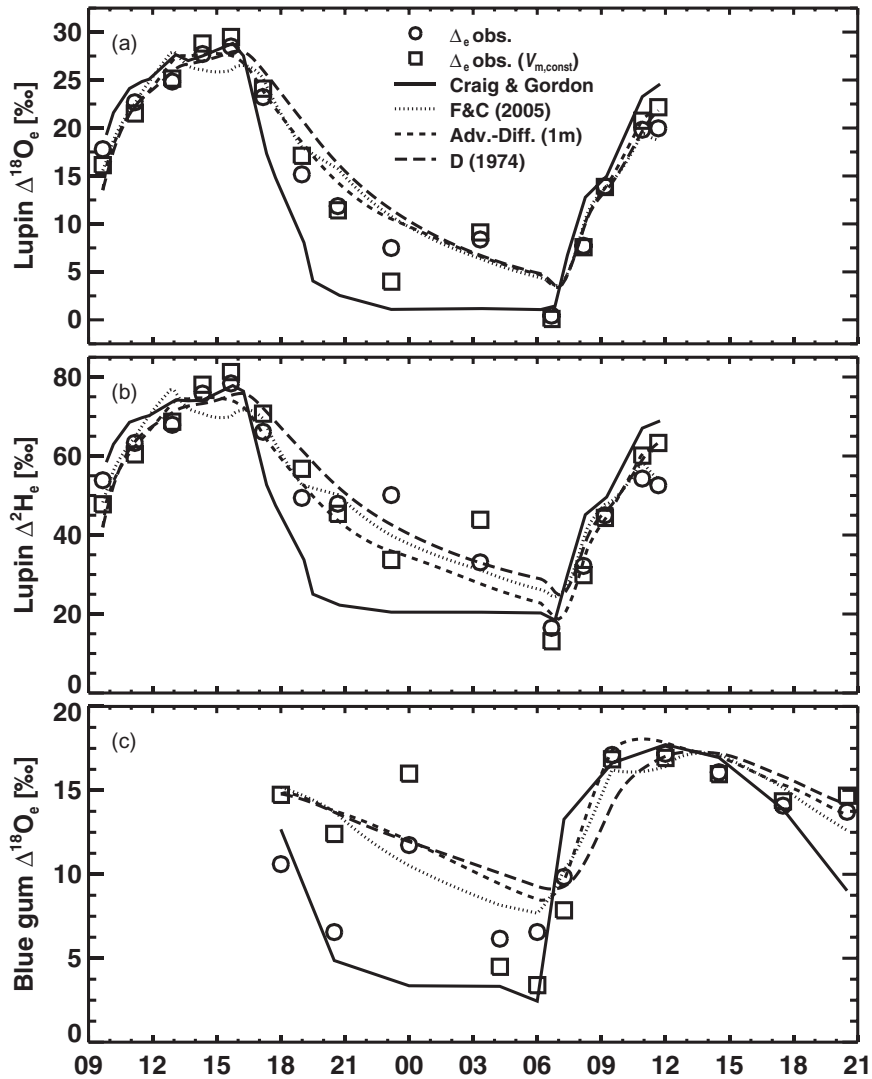 (a)
Lupin Δ¹⁸Oₑ [‰]
30
25
20
15
10
5
0
Δₑ obs.
Δₑ obs. (Vm,const)
Craig & Gordon
F&C (2005)
Adv.-Diff. (1m)
D (1974)
(b)
Lupin Δ²Hₑ [‰]
80
60
40
20
0
(c)
Blue gum Δ¹⁸Oₑ [‰]
20
15
10
5
0
09 12 15 18 21 00 03 06 09 12 15 18 21